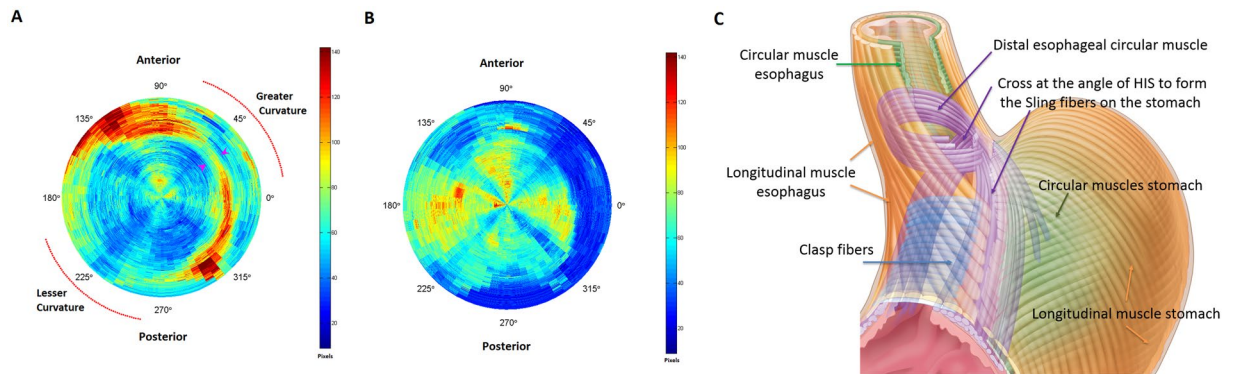 A
Anterior
90°
135°
45°
Greater
Curvature
180°
0°
225°
315°
Lesser
Curvature
270°
Posterior
140
120
100
80
60
40
20
Pixels
B
Anterior
90°
135°
45°
180°
0°
225°
315°
270°
Posterior
140
120
100
80
60
40
20
Pixels
C
Circular muscle
esophagus
Distal esophageal circular muscle
Cross at the angle of HIS to form
the Sling fibers on the stomach
Longitudinal muscle
esophagus
Circular muscles stomach
Clasp fibers
Longitudinal muscle stomach